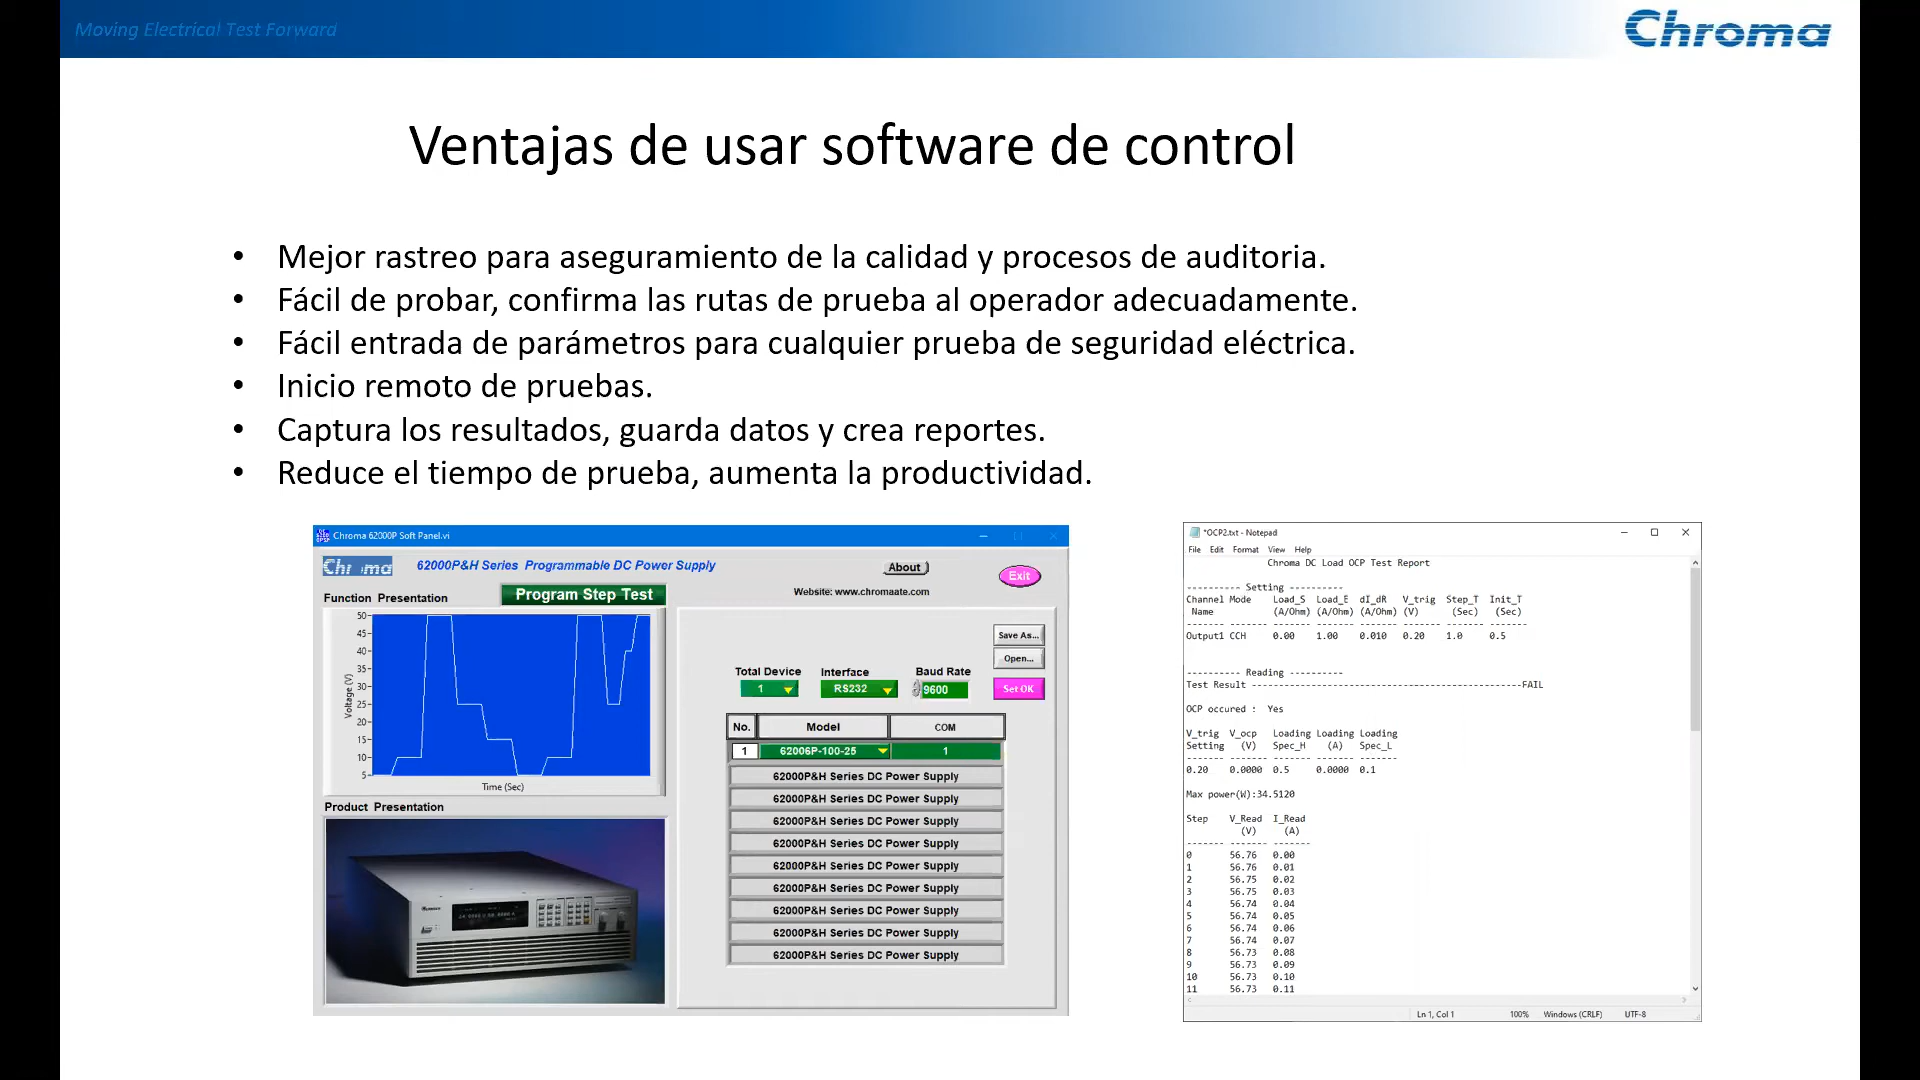 Moving Electrical Test Forward
Chroma
Ventajas de usar software de control
• Mejor rastreo para aseguramiento de la calidad y procesos de auditoria.
• Fácil de probar, confirma las rutas de prueba al operador adecuadamente.
• Fácil entrada de parámetros para cualquier prueba de seguridad eléctrica.
• Inicio remoto de pruebas.
• Captura los resultados, guarda datos y crea reportes.
• Reduce el tiempo de prueba, aumenta la productividad.
Chroma 62000P Soft Panel.vi
Chroma
62000P&H Series Programmable DC Power Supply
About
Exit
Website: www.chromaate.com
Function Presentation
Program Step Test
50
45
40
35
30
25
20
15
10
5
Voltage (V)
Time (Sec)
Product Presentation
Save As...
Open...
Total Device Interface Baud Rate
1 RS232 9600 Set OK
No. Model COM
1 62006P-100-25 1
62000P&H Series DC Power Supply
62000P&H Series DC Power Supply
62000P&H Series DC Power Supply
62000P&H Series DC Power Supply
62000P&H Series DC Power Supply
62000P&H Series DC Power Supply
62000P&H Series DC Power Supply
62000P&H Series DC Power Supply
62000P&H Series DC Power Supply
*OCP2.txt - Notepad
File Edit Format View Help
Chroma DC Load OCP Test Report
---------- Setting ----------
Channel Mode Load_S Load_E dI_dR V_trig Step_T Init_T
Name (A/Ohm) (A/Ohm) (A/Ohm) (V) (Sec) (Sec)
Output1 CCH 0.00 1.00 0.010 0.20 1.0 0.5
---------- Reading ----------
Test Result ---------------------------------------------FAIL
OCP occured : Yes
V_trig V_ocp Loading Loading Loading
Setting (V) Spec_H (A) Spec_L
0.20 0.0000 0.5 0.0000 0.1
Max power(W):34.5120
Step V_Read I_Read
(V) (A)
0 56.76 0.00
1 56.76 0.01
2 56.75 0.02
3 56.75 0.03
4 56.74 0.04
5 56.74 0.05
6 56.74 0.06
7 56.74 0.07
8 56.73 0.08
9 56.73 0.09
10 56.73 0.10
11 56.73 0.11
Ln 1, Col 1 100% Windows (CRLF) UTF-8